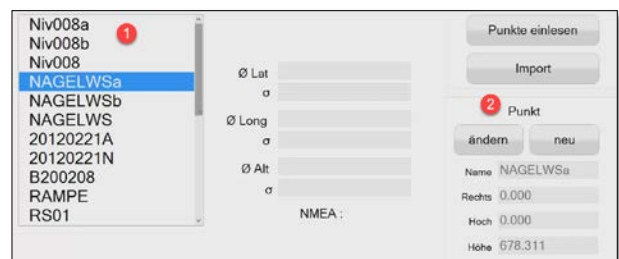 Niv008a
Niv008b
Niv008
NAGELWSa
NAGELWSb
NAGELWS
20120221A
20120221N
B200208
RAMPE
RS01
1
Ø Lat
σ
Ø Long
σ
Ø Alt
σ
NMEA :
Punkte einlesen
Import
2 Punkt
ändern neu
Name NAGELWSa
Rechts 0.000
Hoch 0.000
Höhe 678.311